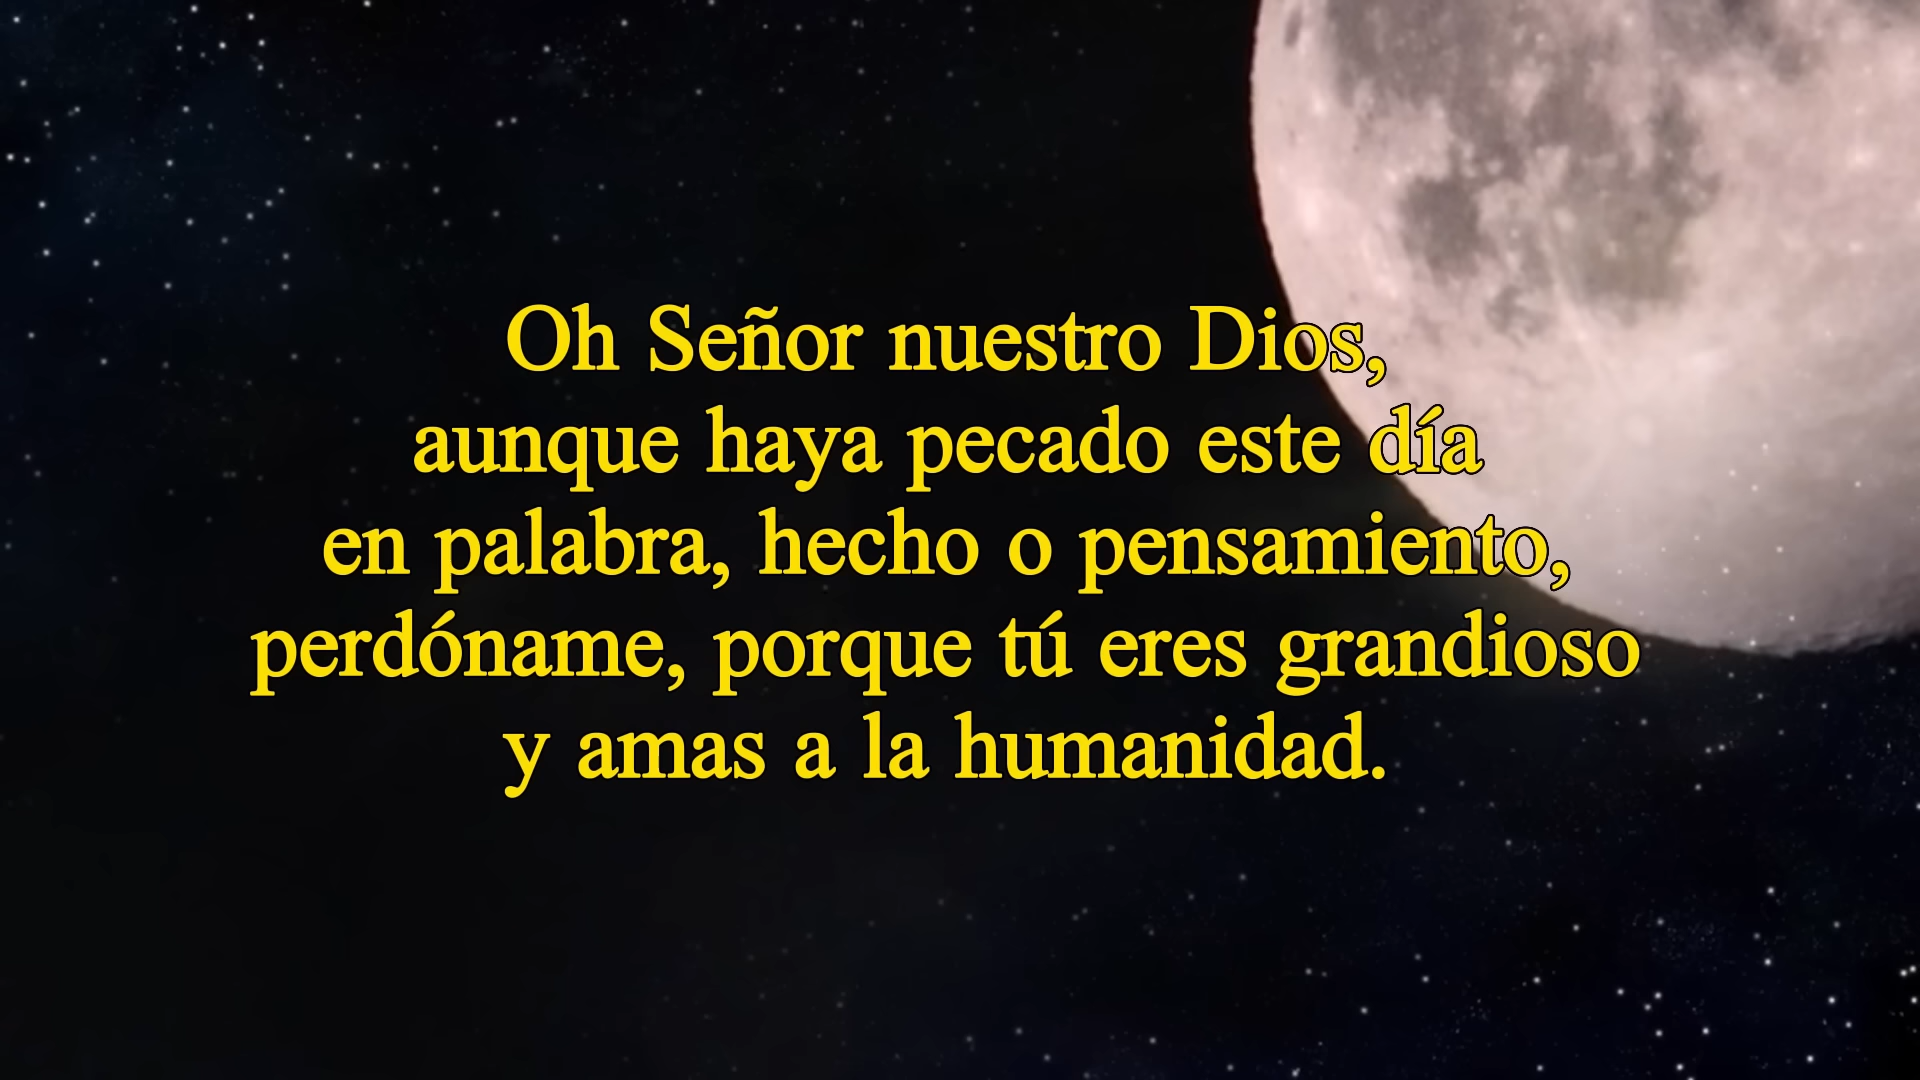 Oh Señor nuestro Dios,
aunque haya pecado este día
en palabra, hecho o pensamiento,
perdóname, porque tú eres grandioso
y amas a la humanidad.